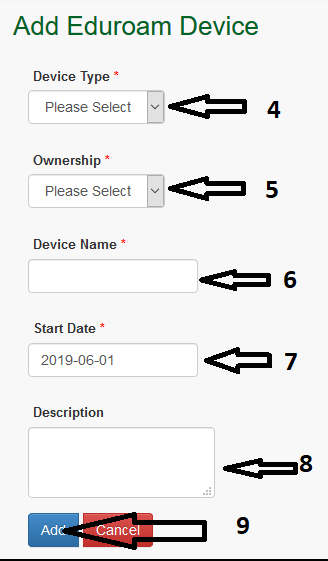 Add Eduroam Device
Device Type *
Please Select 4
Ownership *
Please Select 5
Device Name *
6
Start Date *
2019-06-01 7
Description
8
Add Cancel 9